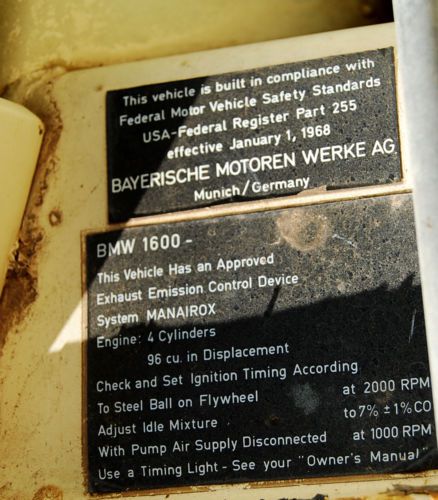 This vehicle is built in compliance with
Federal Motor Vehicle Safety Standards
USA-Federal Register Part 255
effective January 1, 1968
BAYERISCHE MOTOREN WERKE AG
Munich/Germany
BMW 1600 -
This Vehicle Has an Approved
Exhaust Emission Control Device
System MANAIROX
Engine: 4 Cylinders
96 cu. in Displacement
Check and Set Ignition Timing According
To Steel Ball on Flywheel at 2000 RPM
Adjust Idle Mixture to 7% ± 1% CO
With Pump Air Supply Disconnected at 1000 RPM
Use a Timing Light - See your "Owner's Manual"